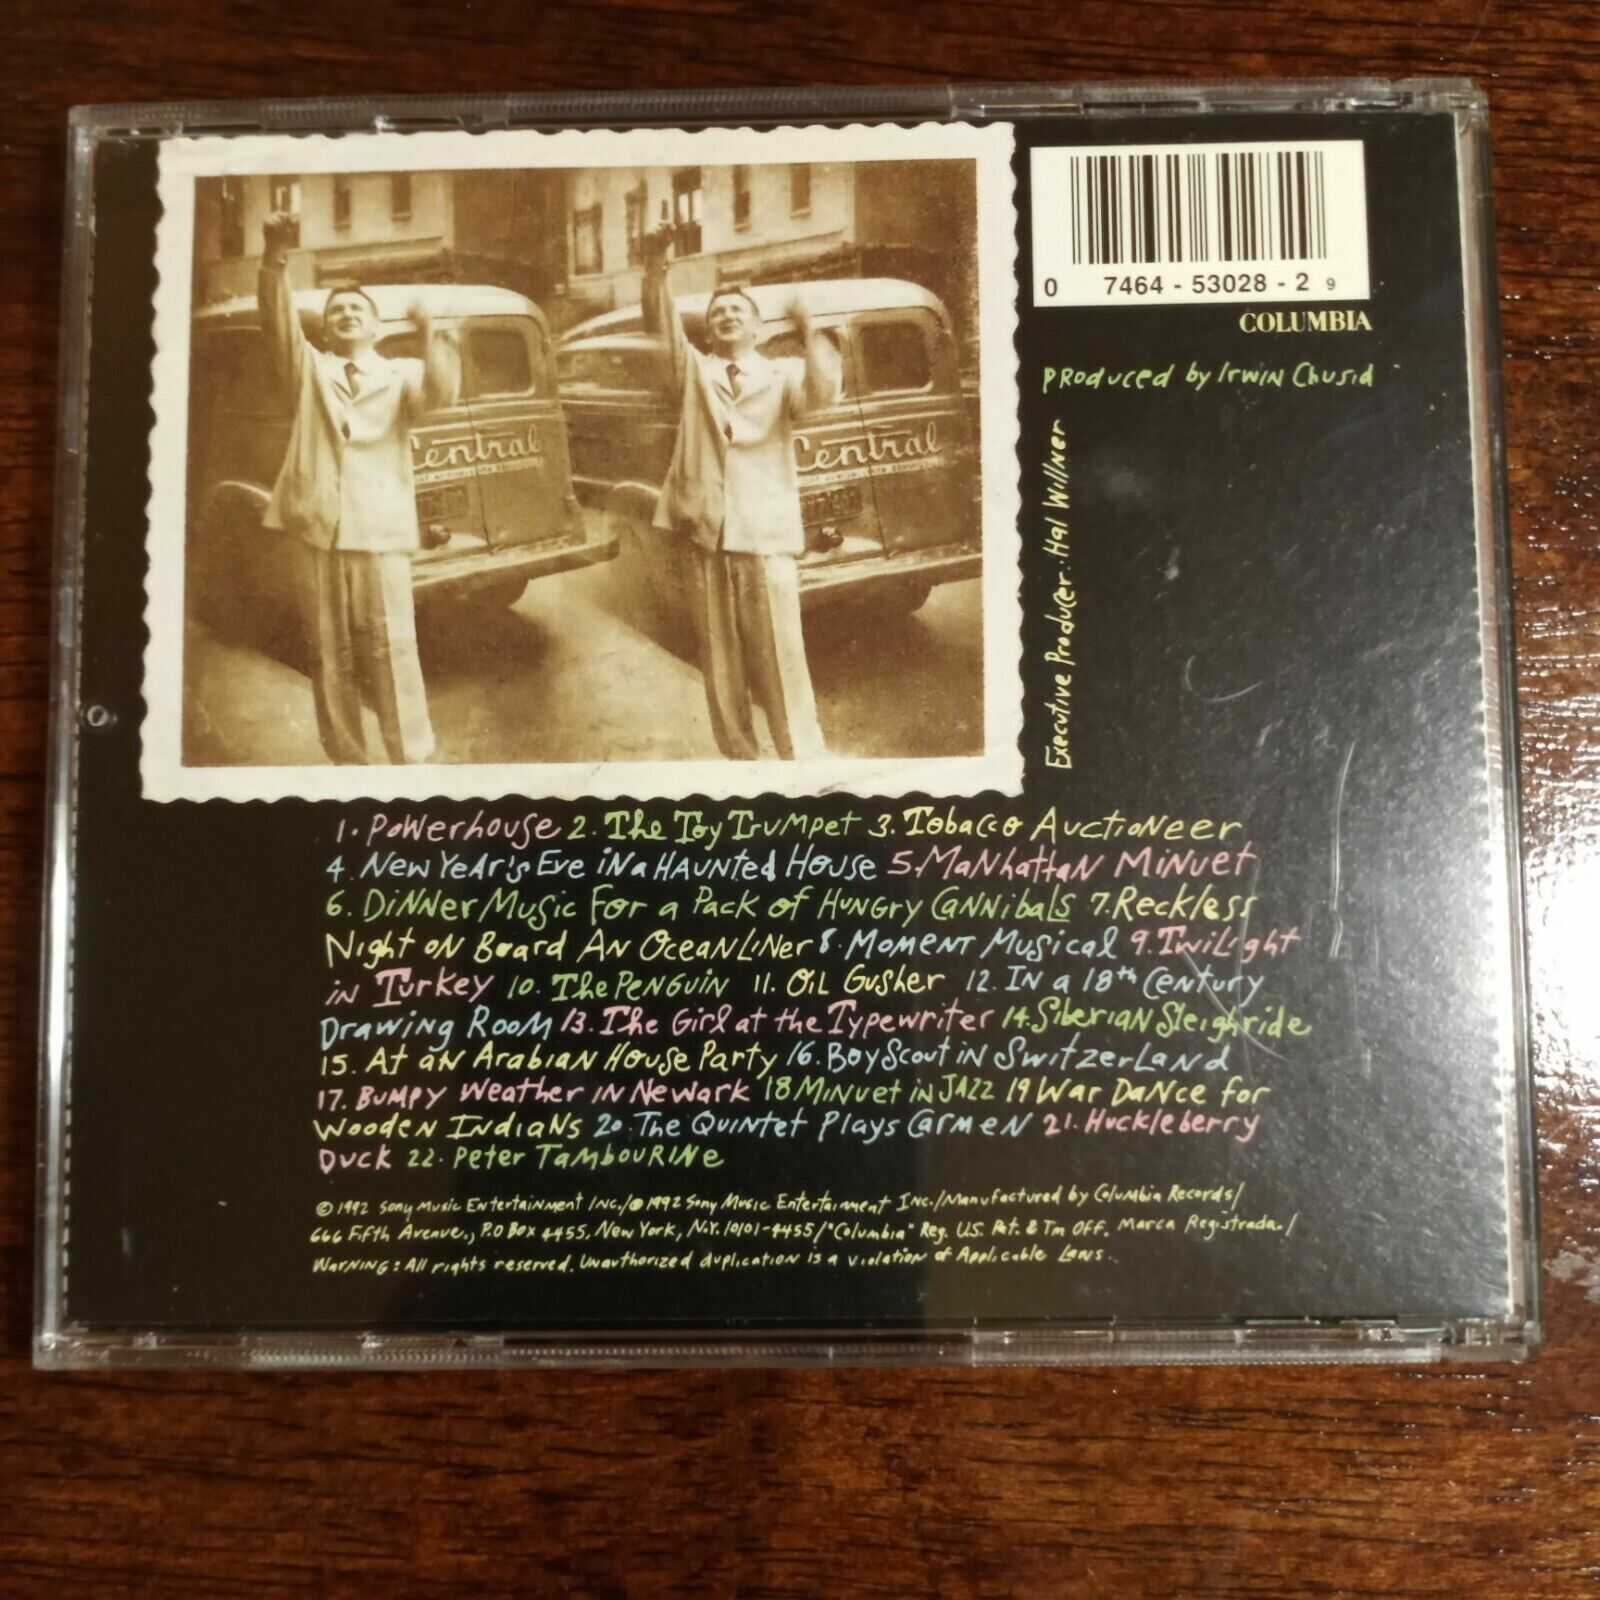 Central
Central
0 7464 - 53028 - 2 9
COLUMBIA
Produced by Irwin Chusid
Executive Producer: Hal Willner
1. Powerhouse 2. The Toy Trumpet 3. Tobacco Auctioneer
4. New Year's Eve in a Haunted House 5. Manhattan Minuet
6. Dinner Music for a Pack of Hungry Cannibals 7. Reckless
Night on Board An Ocean Liner 8. Moment Musical 9. Twilight
in Turkey 10. The Penguin 11. Oil Gusher 12. In a 18th Century
Drawing Room 13. The Girl at the Typewriter 14. Siberian Sleighride
15. At an Arabian House Party 16. Boy Scout in Switzerland
17. Bumpy Weather in Newark 18 Minuet in Jazz 19 War Dance for
Wooden Indians 20. The Quintet Plays Carmen 21. Huckleberry
Duck 22. Peter Tambourine
© 1992 Sony Music Entertainment Inc./℗ 1992 Sony Music Entertainment Inc./Manufactured by Columbia Records/
666 Fifth Avenue., P.O Box 4455, New York, N.Y. 10101-4455/"Columbia" Reg. U.S. Pat. & Tm Off. Marca Registrada./
Warning: All rights reserved. Unauthorized duplication is a violation of Applicable Laws.